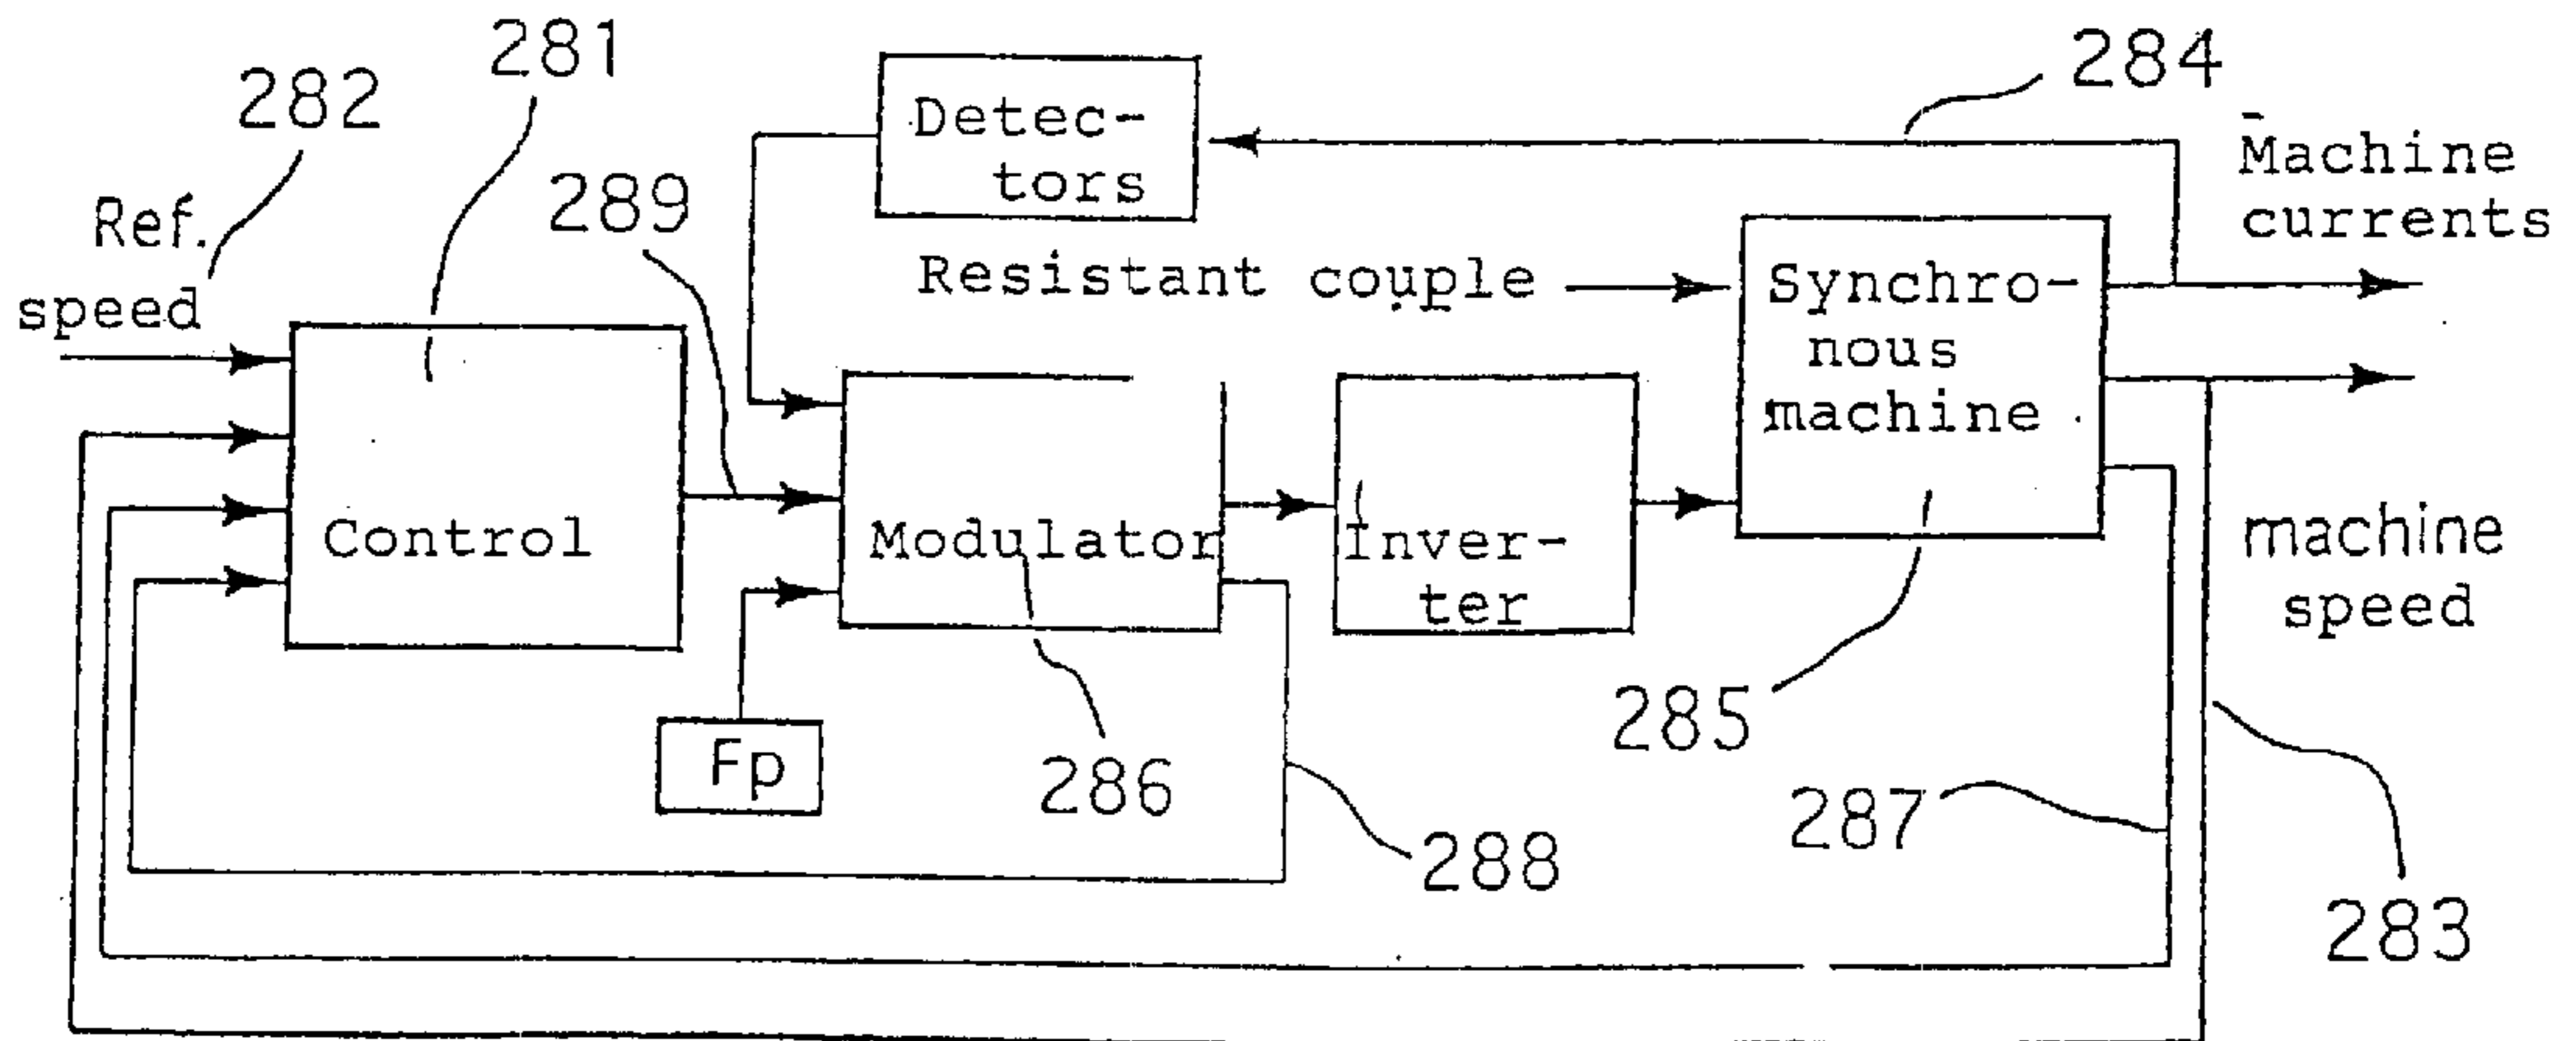 281
284
282
Detec-
tors
Machine
currents
289
Ref.
speed
Resistant couple
Synchro-
nous
machine
Control
Modulator
Inver-
ter
machine
speed
285
Fp
286
287
288
283